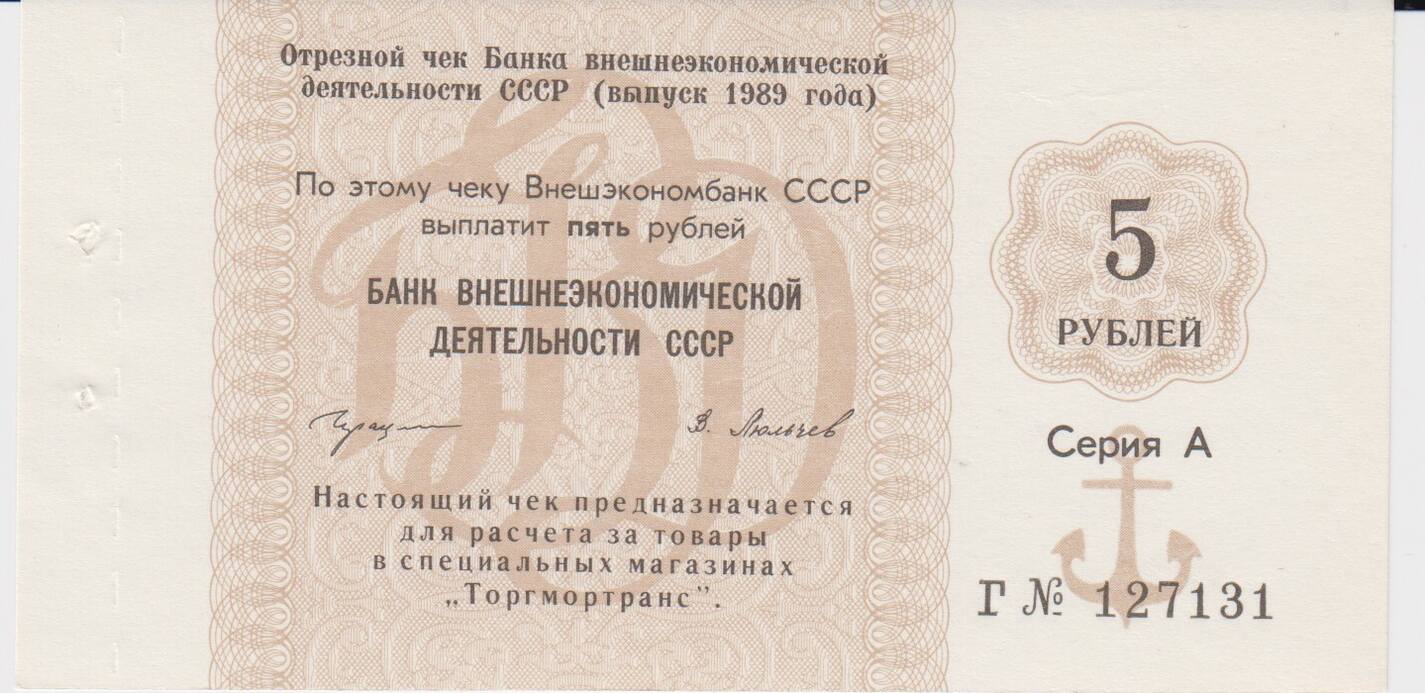 Отрезной чек Банка внешнеэкономической
деятельности СССР (выпуск 1989 года)
По этому чеку Внешэкономбанк СССР
выплатит пять рублей
БАНК ВНЕШНЕЭКОНОМИЧЕСКОЙ
ДЕЯТЕЛЬНОСТИ СССР
В. Люльчев
Настоящий чек предназначается
для расчета за товары
в специальных магазинах
„Торгмортранс".
5
РУБЛЕЙ
Серия А
Г № 127131